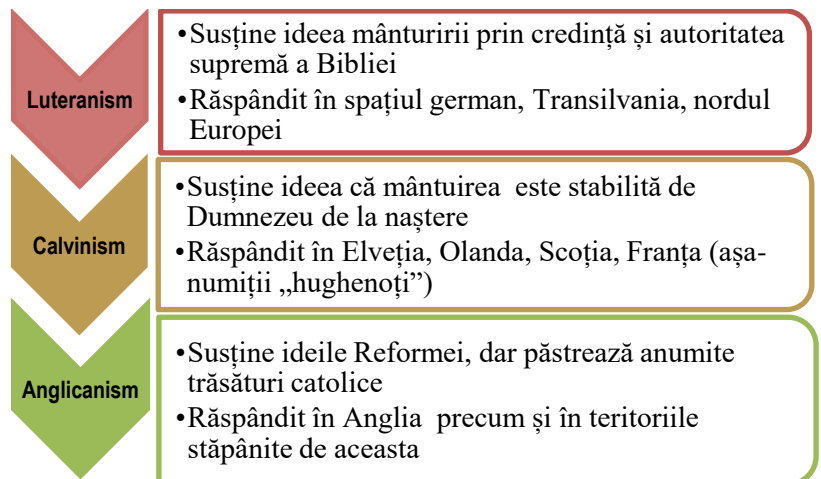 Luteranism
•Susține ideea mânturirii prin credință și autoritatea
supremă a Bibliei
•Răspândit în spațiul german, Transilvania, nordul
Europei
Calvinism
•Susține ideea că mântuirea este stabilită de
Dumnezeu de la naștere
•Răspândit în Elveția, Olanda, Scoția, Franța (așa-
numiții „hughenoți”)
Anglicanism
•Susține ideile Reformei, dar păstrează anumite
trăsături catolice
•Răspândit în Anglia precum și în teritoriile
stăpânite de aceasta